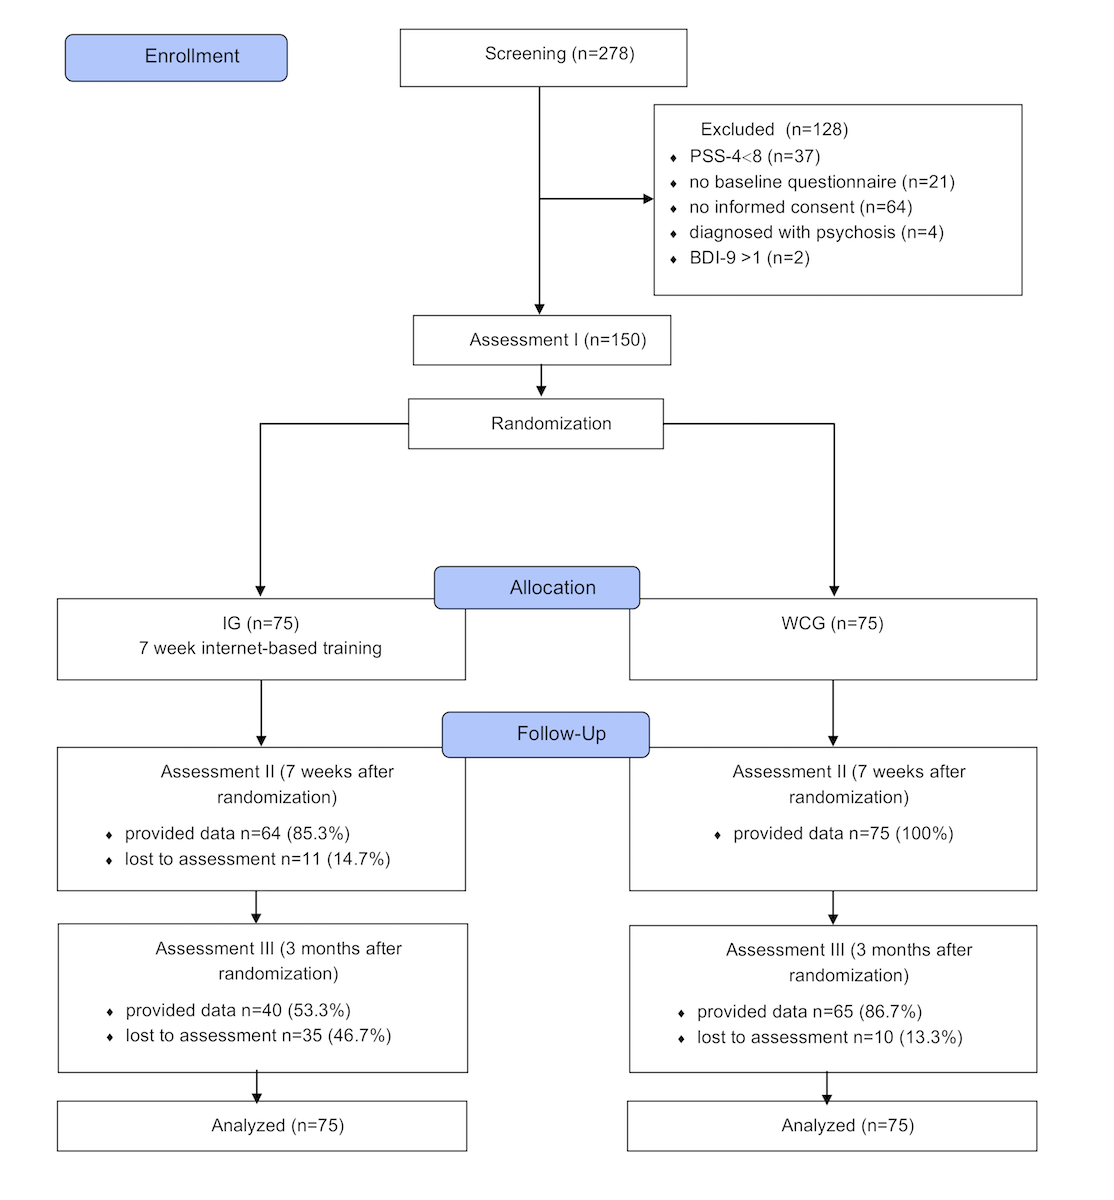 Enrollment
Screening (n=278)
Excluded (n=128)
♦ PSS-4<8 (n=37)
♦ no baseline questionnaire (n=21)
♦ no informed consent (n=64)
♦ diagnosed with psychosis (n=4)
♦ BDI-9 >1 (n=2)
Assessment I (n=150)
Randomization
Allocation
IG (n=75)
7 week internet-based training
WCG (n=75)
Follow-Up
Assessment II (7 weeks after
randomization)
♦ provided data n=64 (85.3%)
♦ lost to assessment n=11 (14.7%)
Assessment II (7 weeks after
randomization)
♦ provided data n=75 (100%)
Assessment III (3 months after
randomization)
♦ provided data n=40 (53.3%)
♦ lost to assessment n=35 (46.7%)
Assessment III (3 months after
randomization)
♦ provided data n=65 (86.7%)
♦ lost to assessment n=10 (13.3%)
Analyzed (n=75)
Analyzed (n=75)